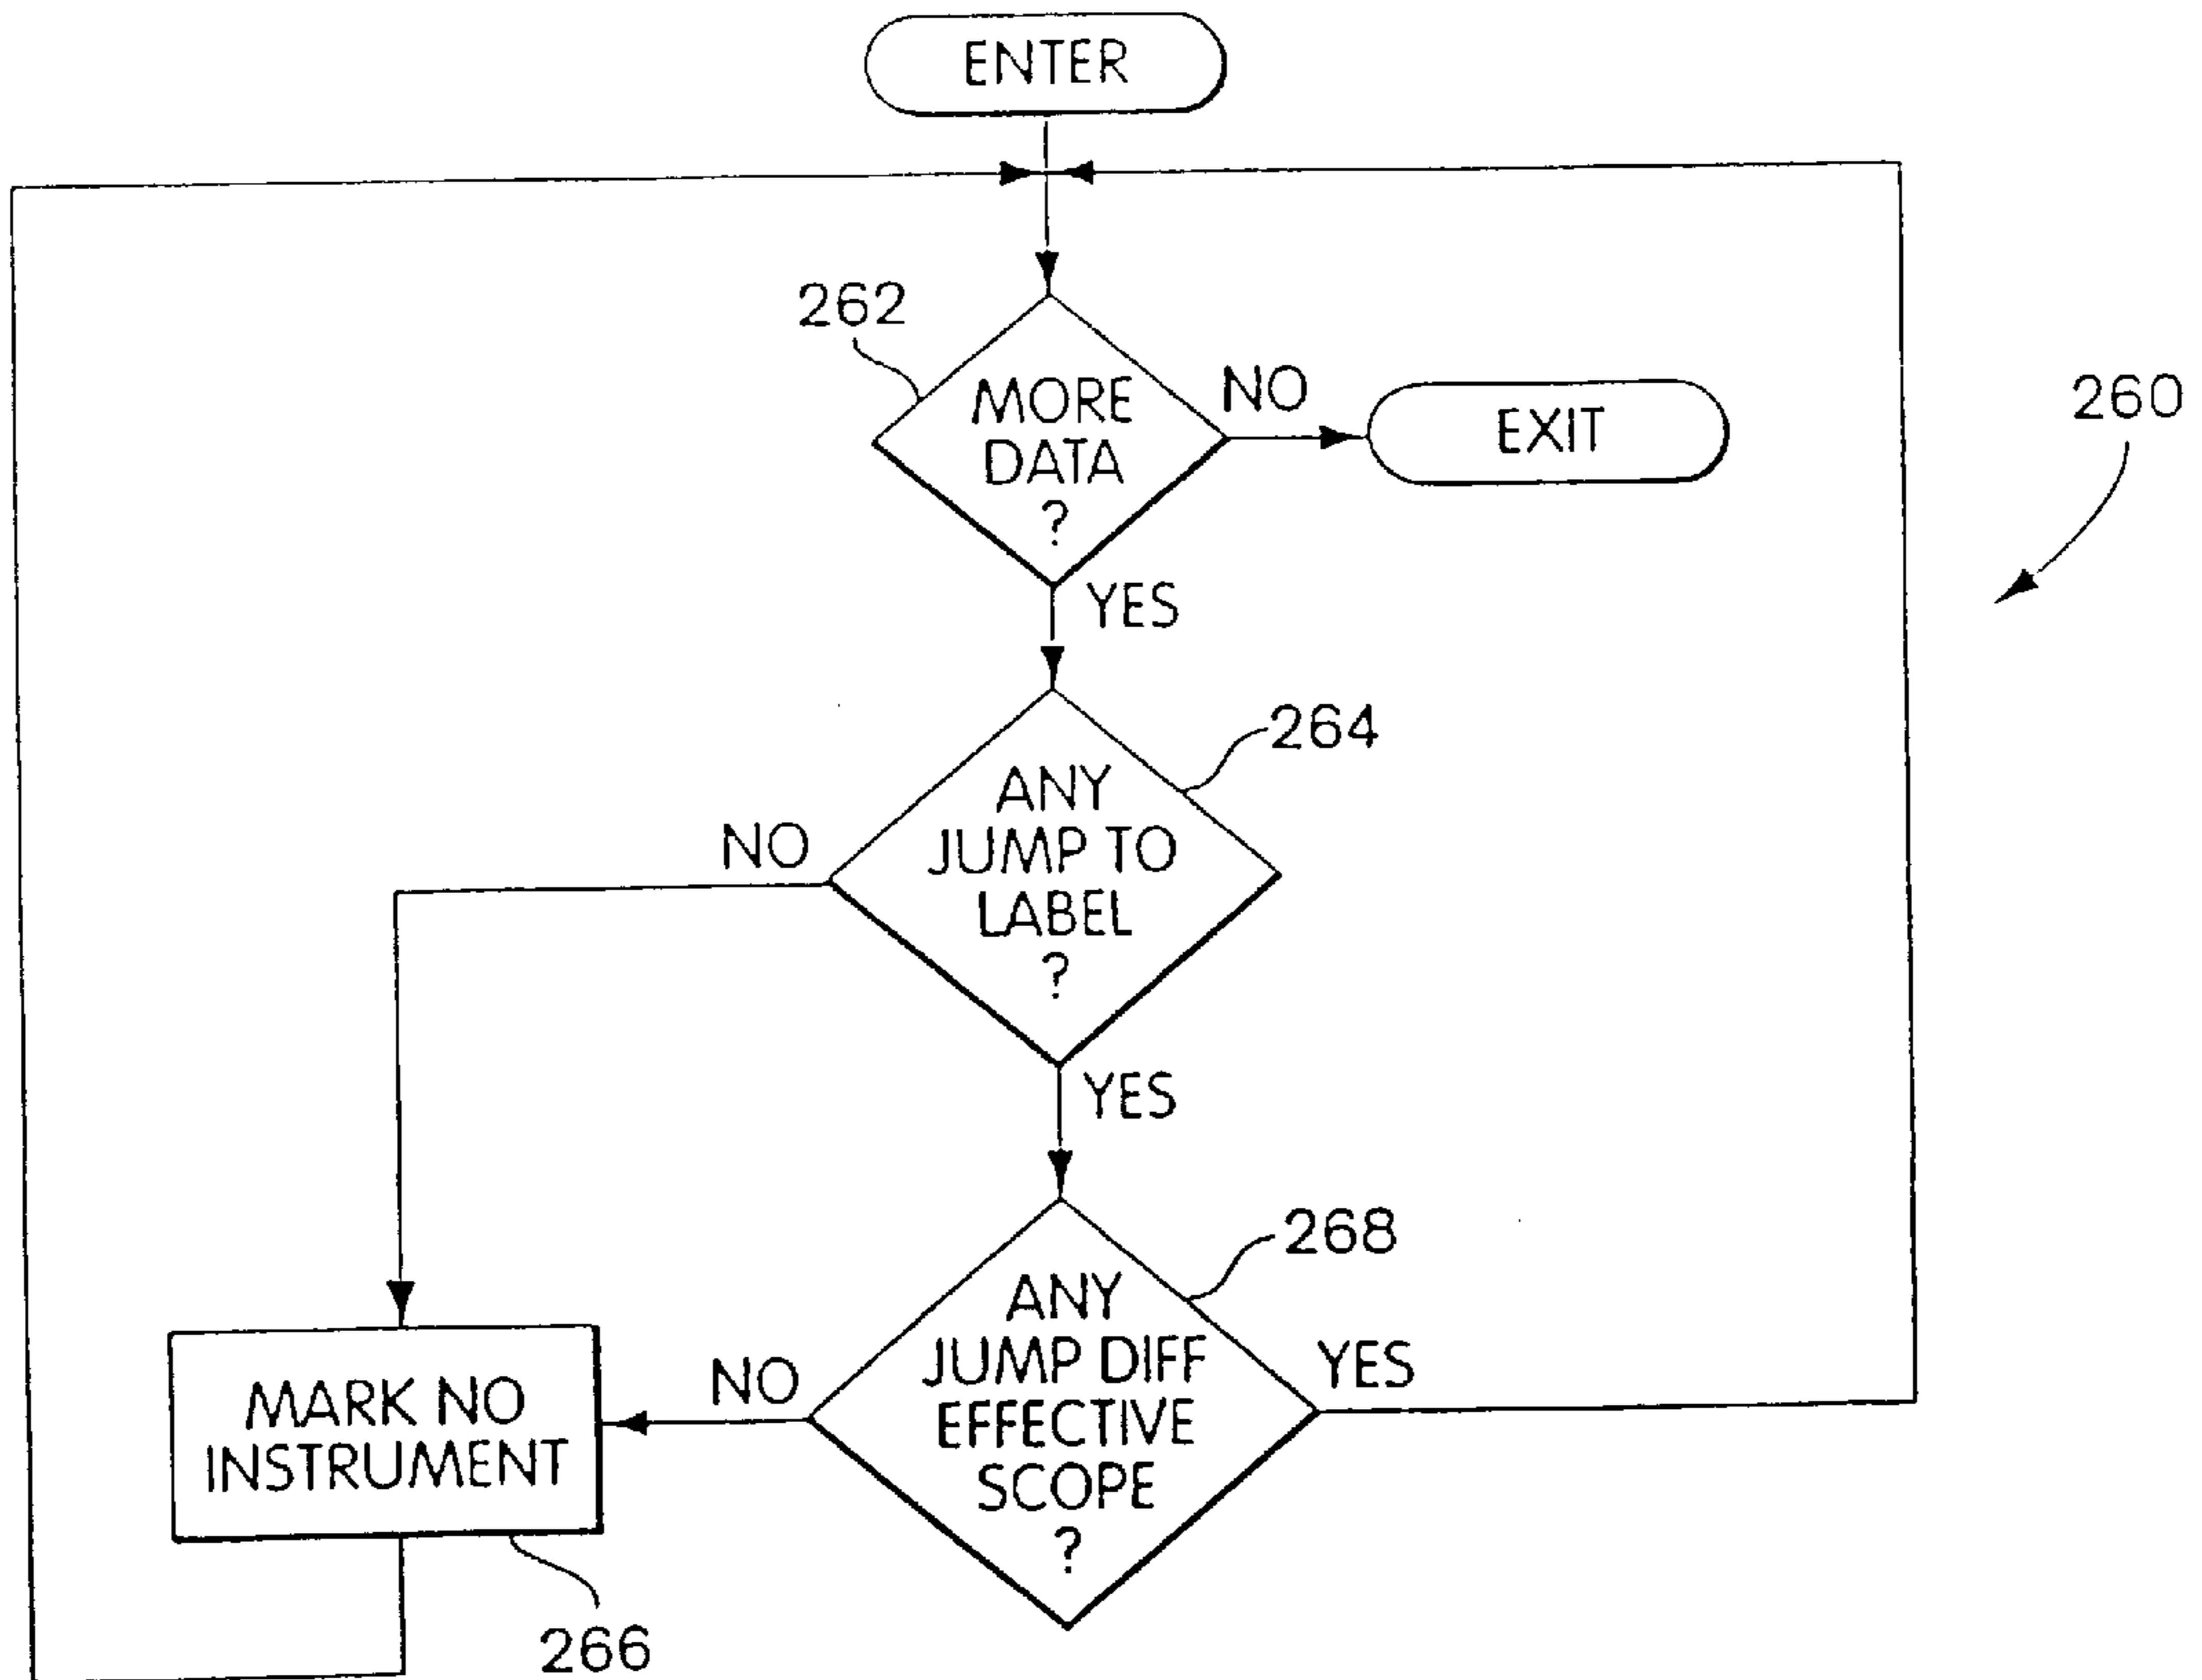 ENTER
262
MORE
DATA
?
NO
EXIT
260
YES
264
ANY
JUMP TO
LABEL
?
NO
YES
268
ANY
JUMP DIFF
EFFECTIVE
SCOPE
?
YES
NO
MARK NO
INSTRUMENT
266